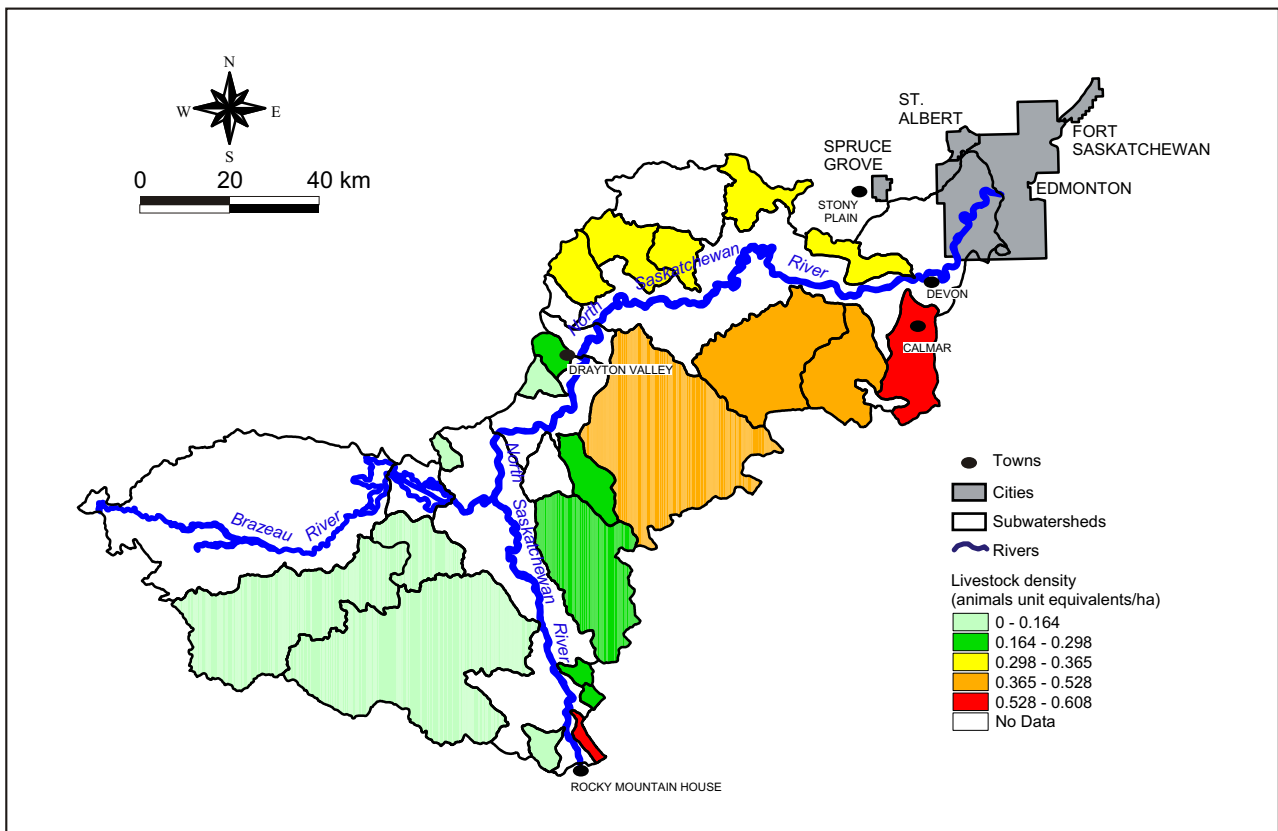 N
W
E
S
0 20 40 km
ST.
ALBERT
SPRUCE
GROVE
FORT
SASKATCHEWAN
EDMONTON
STONY
PLAIN
North Saskatchewan River
DEVON
CALMAR
DRAYTON VALLEY
Brazeau River
North Saskatchewan River
ROCKY MOUNTAIN HOUSE
Towns
Cities
Subwatersheds
Rivers
Livestock density
(animals unit equivalents/ha)
0 - 0.164
0.164 - 0.298
0.298 - 0.365
0.365 - 0.528
0.528 - 0.608
No Data